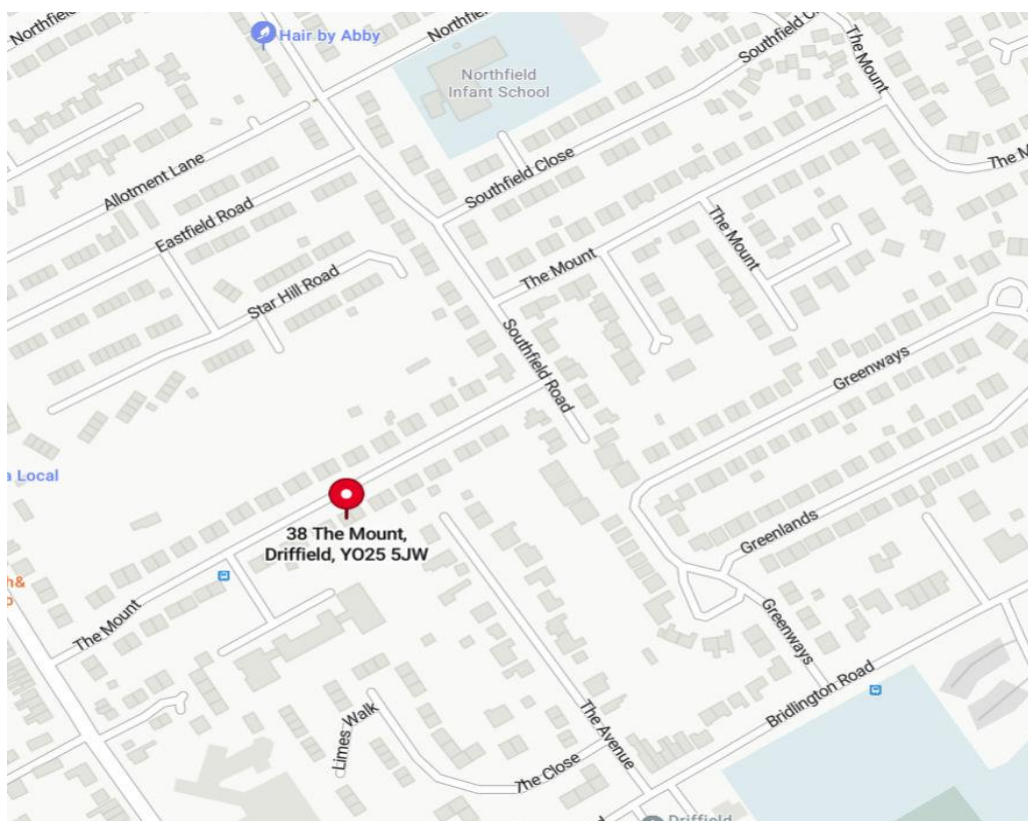 Northfield
Hair by Abby
Northfield
Southfield C
The Mount
Northfield
Infant School
Allotment Lane
Southfield Close
The M
Eastfield Road
The Mount
The Mount
Star Hill Road
Southfield Road
Greenways
a Local
38 The Mount,
Driffield, YO25 5JW
Greenlands
The Mount
Greenways
Bridlington Road
Limes Walk
The Avenue
The Close
Driffield